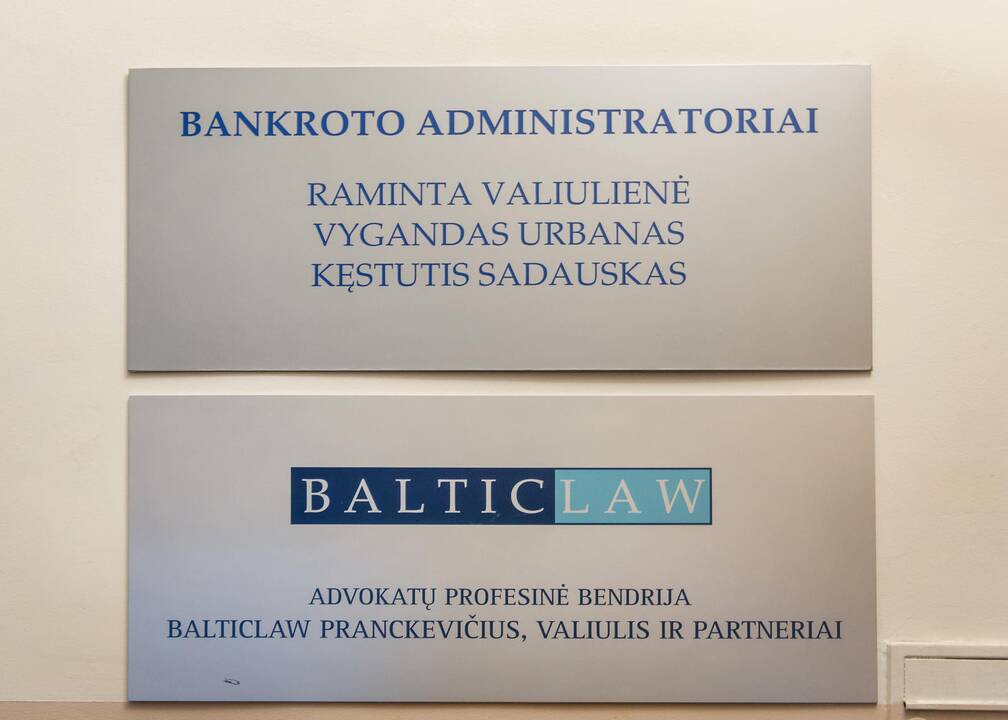 BANKROTO ADMINISTRATORIAI
RAMINTA VALIULIENĖ
VYGANDAS URBANAS
KĘSTUTIS SADAUSKAS
BALTICLAW
ADVOKATŲ PROFESINĖ BENDRIJA
BALTICLAW PRANCKEVIČIUS, VALIULIS IR PARTNERIAI